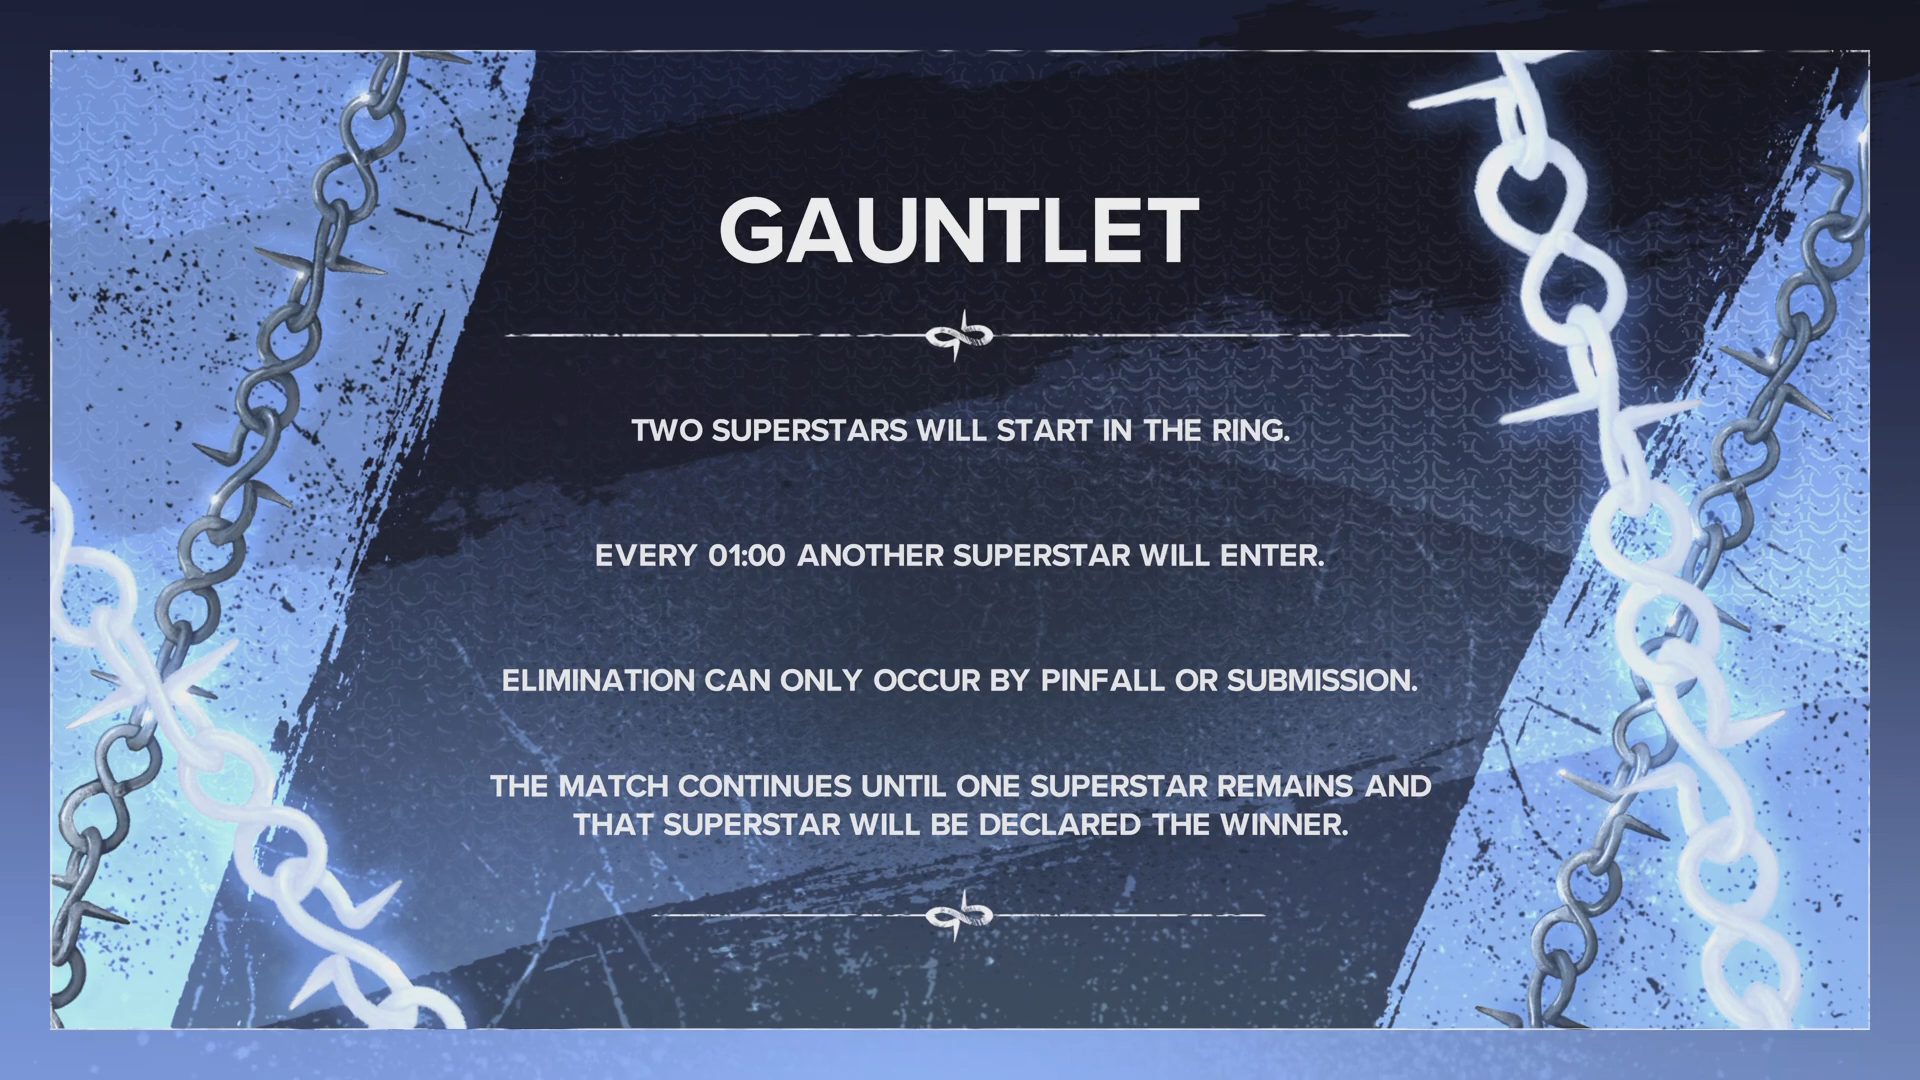 GAUNTLET
TWO SUPERSTARS WILL START IN THE RING.
EVERY 01:00 ANOTHER SUPERSTAR WILL ENTER.
ELIMINATION CAN ONLY OCCUR BY PINFALL OR SUBMISSION.
THE MATCH CONTINUES UNTIL ONE SUPERSTAR REMAINS AND
THAT SUPERSTAR WILL BE DECLARED THE WINNER.